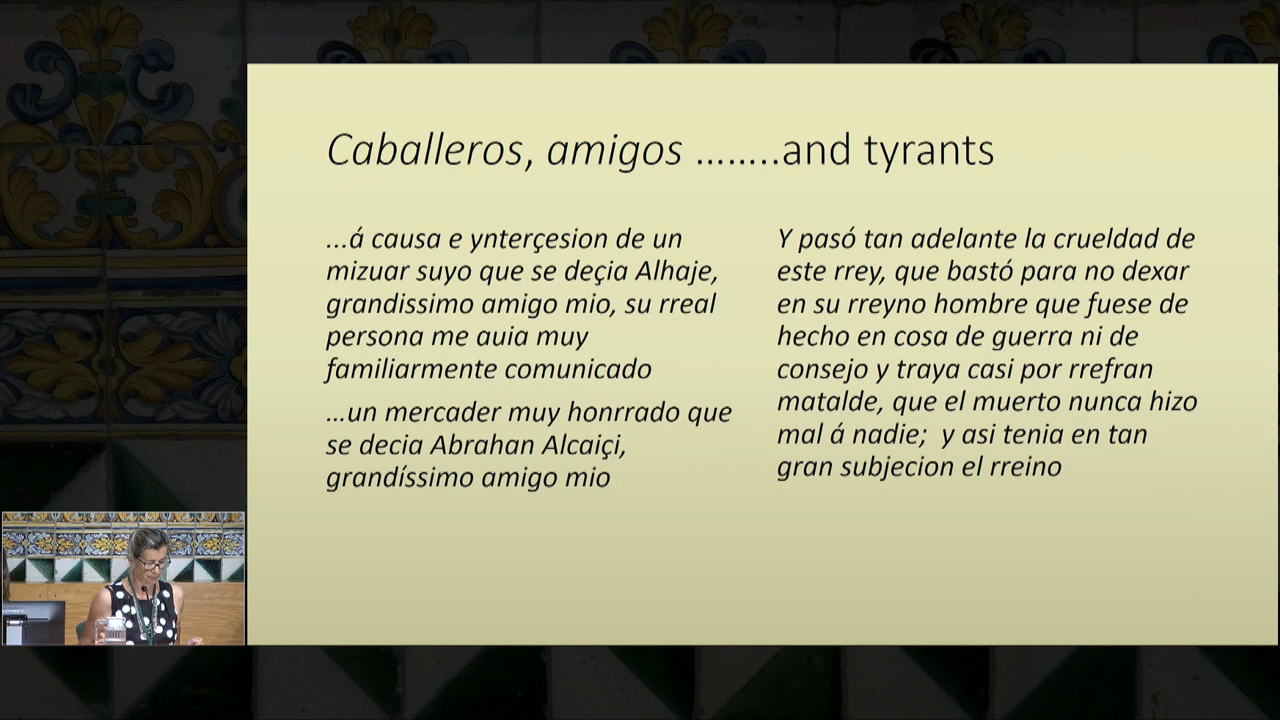 Caballeros, amigos ........and tyrants
...á causa e ynterçesion de un
mizuar suyo que se deçia Alhaje,
grandissimo amigo mio, su rreal
persona me auia muy
familiarmente comunicado
...un mercader muy honrrado que
se decia Abrahan Alcaiçi,
grandíssimo amigo mio
Y pasó tan adelante la crueldad de
este rrey, que bastó para no dexar
en su rreyno hombre que fuese de
hecho en cosa de guerra ni de
consejo y traya casi por rrefran
matalde, que el muerto nunca hizo
mal á nadie;  y asi tenia en tan
gran subjecion el rreino